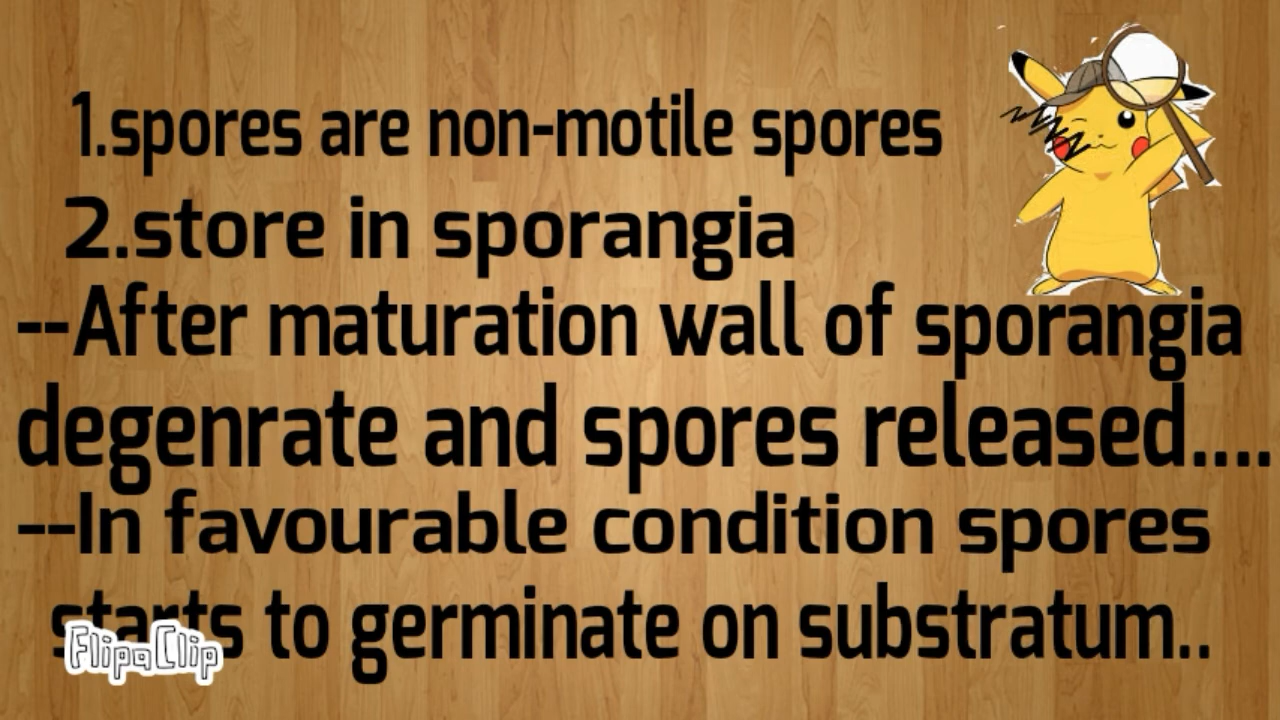 1.spores are non-motile spores
2.store in sporangia
--After maturation wall of sporangia
degenrate and spores released....
--In favourable condition spores
starts to germinate on substratum..
FlipaClip